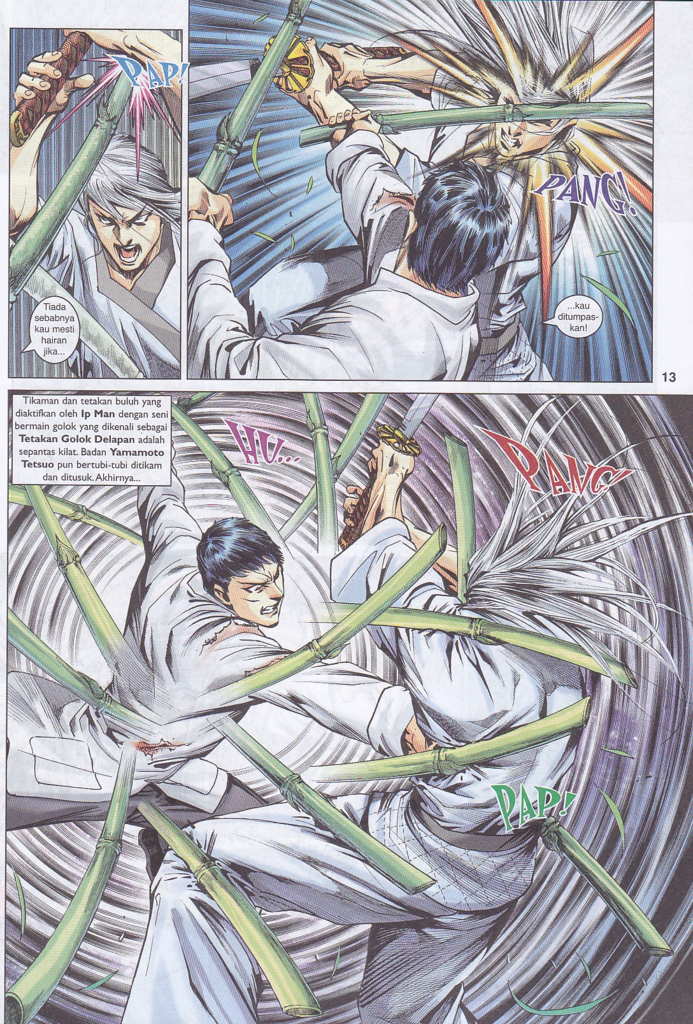 PAP!
Tiada
sebabnya
kau mesti
hairan
jika...
PANG!
...kau
ditumpas-
kan!
13
Tikaman dan tetakan buluh yang
diaktifkan oleh Ip Man dengan seni
bermain golok yang dikenali sebagai
Tetakan Golok Delapan adalah
sepantas kilat. Badan Yamamoto
Tetsuo pun bertubi-tubi ditikam
dan ditusuk. Akhirnya...
HU...
PANG!
PAP!